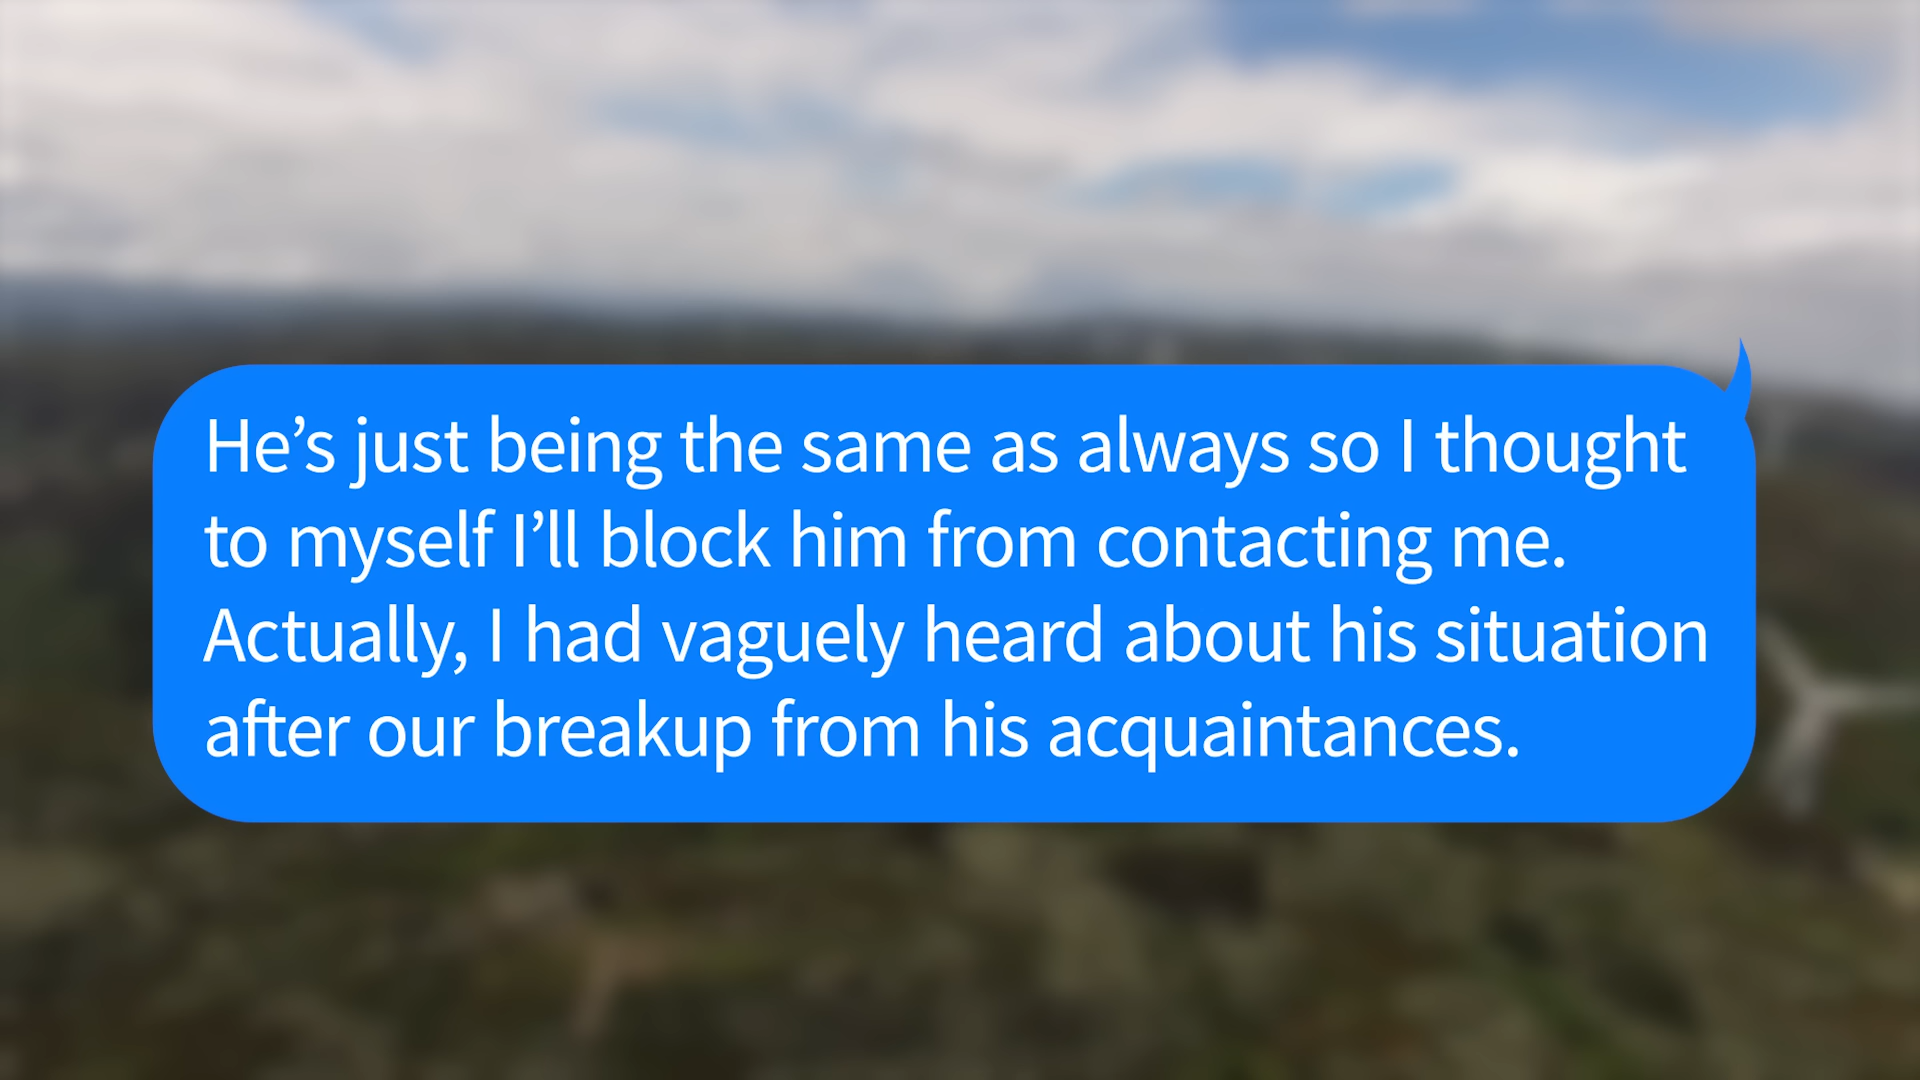 He’s just being the same as always so I thought
to myself I’ll block him from contacting me.
Actually, I had vaguely heard about his situation
after our breakup from his acquaintances.